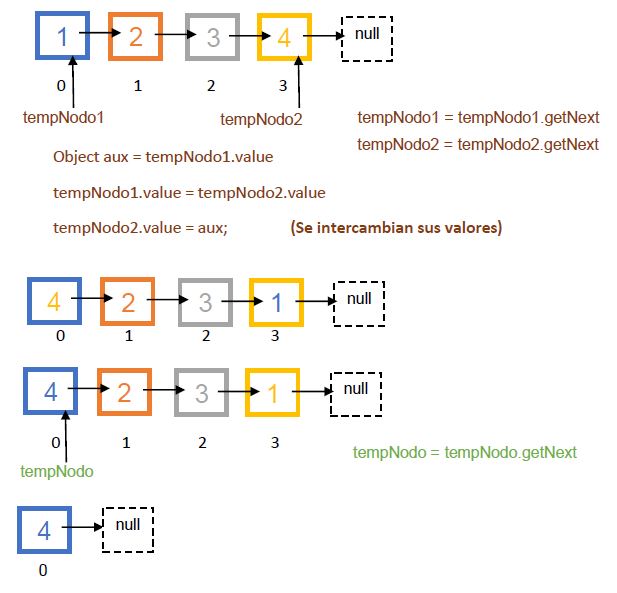 1 2 3 4 null
0 1 2 3
tempNodo1 tempNodo2
tempNodo1 = tempNodo1.getNext
tempNodo2 = tempNodo2.getNext
Object aux = tempNodo1.value
tempNodo1.value = tempNodo2.value
tempNodo2.value = aux; (Se intercambian sus valores)
4 2 3 1 null
0 1 2 3
4 2 3 1 null
0 1 2 3
tempNodo
tempNodo = tempNodo.getNext
4 null
0